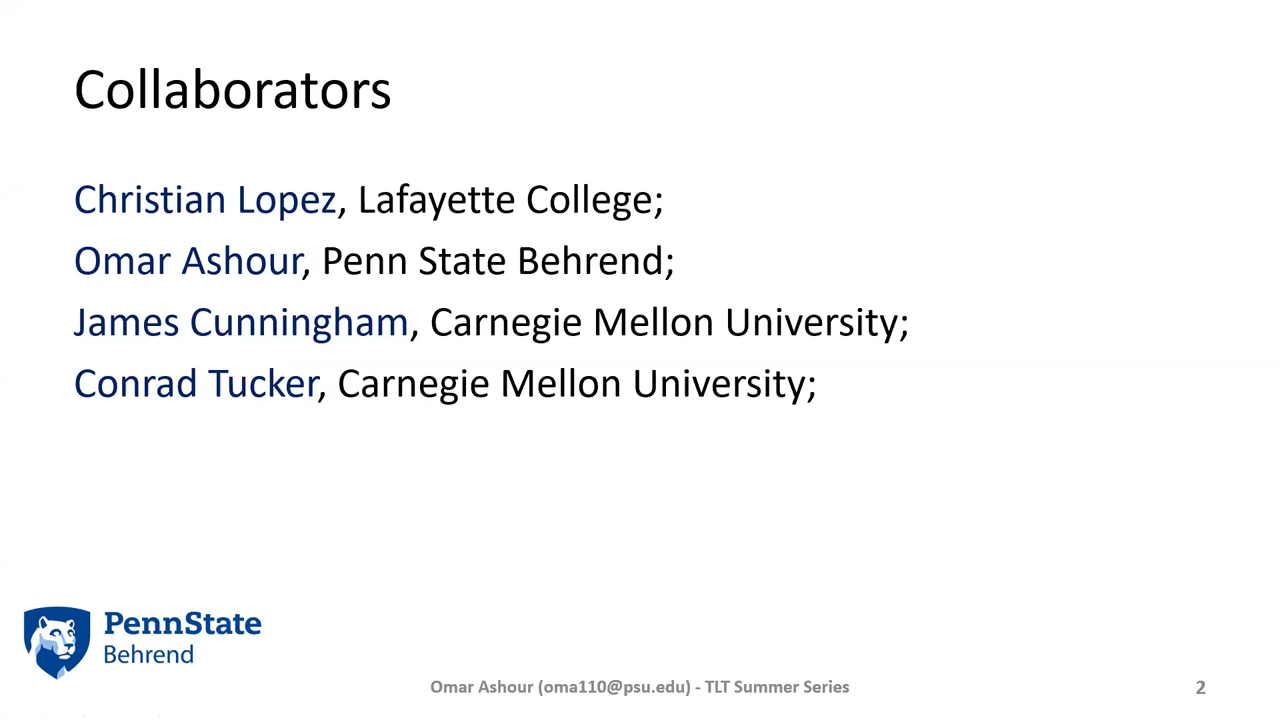 Collaborators
Christian Lopez, Lafayette College;
Omar Ashour, Penn State Behrend;
James Cunningham, Carnegie Mellon University;
Conrad Tucker, Carnegie Mellon University;
PennState
Behrend
Omar Ashour (oma110@psu.edu) - TLT Summer Series
2